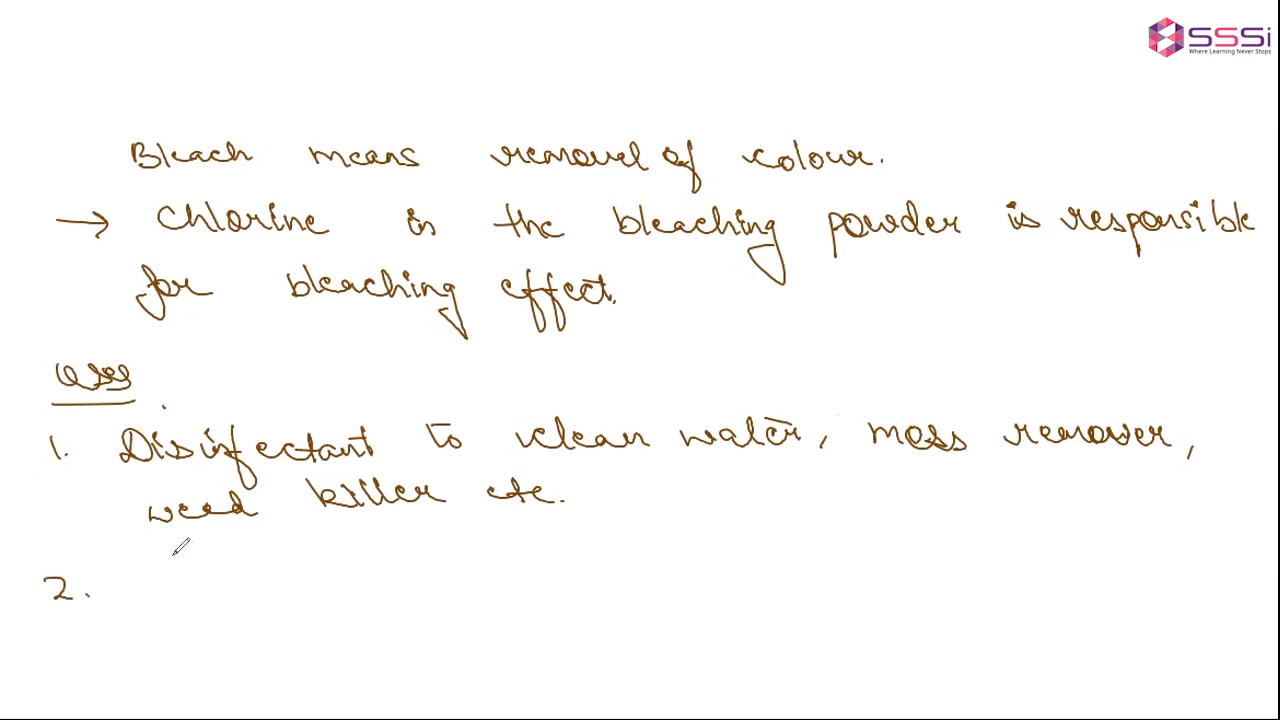 SSSi
Where Learning Never Stops
Bleach means removal of colour.
→ Chlorine in the bleaching powder is responsible
for bleaching effect.
Uses
1. Disinfectant to clean water, moss remover,
weed killer etc.
2.